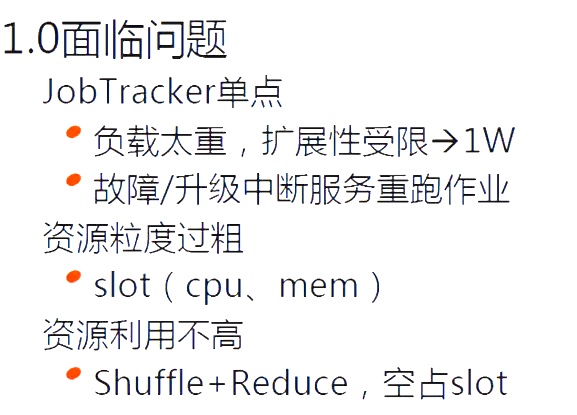 1.0面临问题
JobTracker单点
负载太重，扩展性受限→1W
故障/升级中断服务重跑作业
资源粒度过粗
slot（cpu、mem）
资源利用不高
Shuffle+Reduce，空占slot